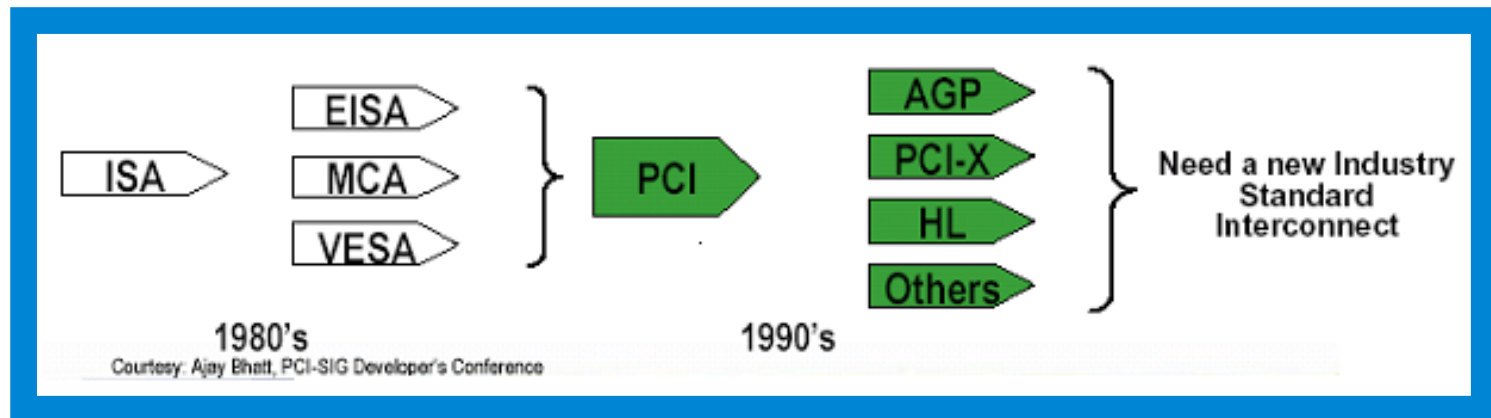 ISA
EISA
MCA
VESA
PCI
AGP
PCI-X
HL
Others
Need a new Industry
Standard
Interconnect
1980's
1990's
Courtesy: Ajay Bhatt, PCI-SIG Developer's Conference